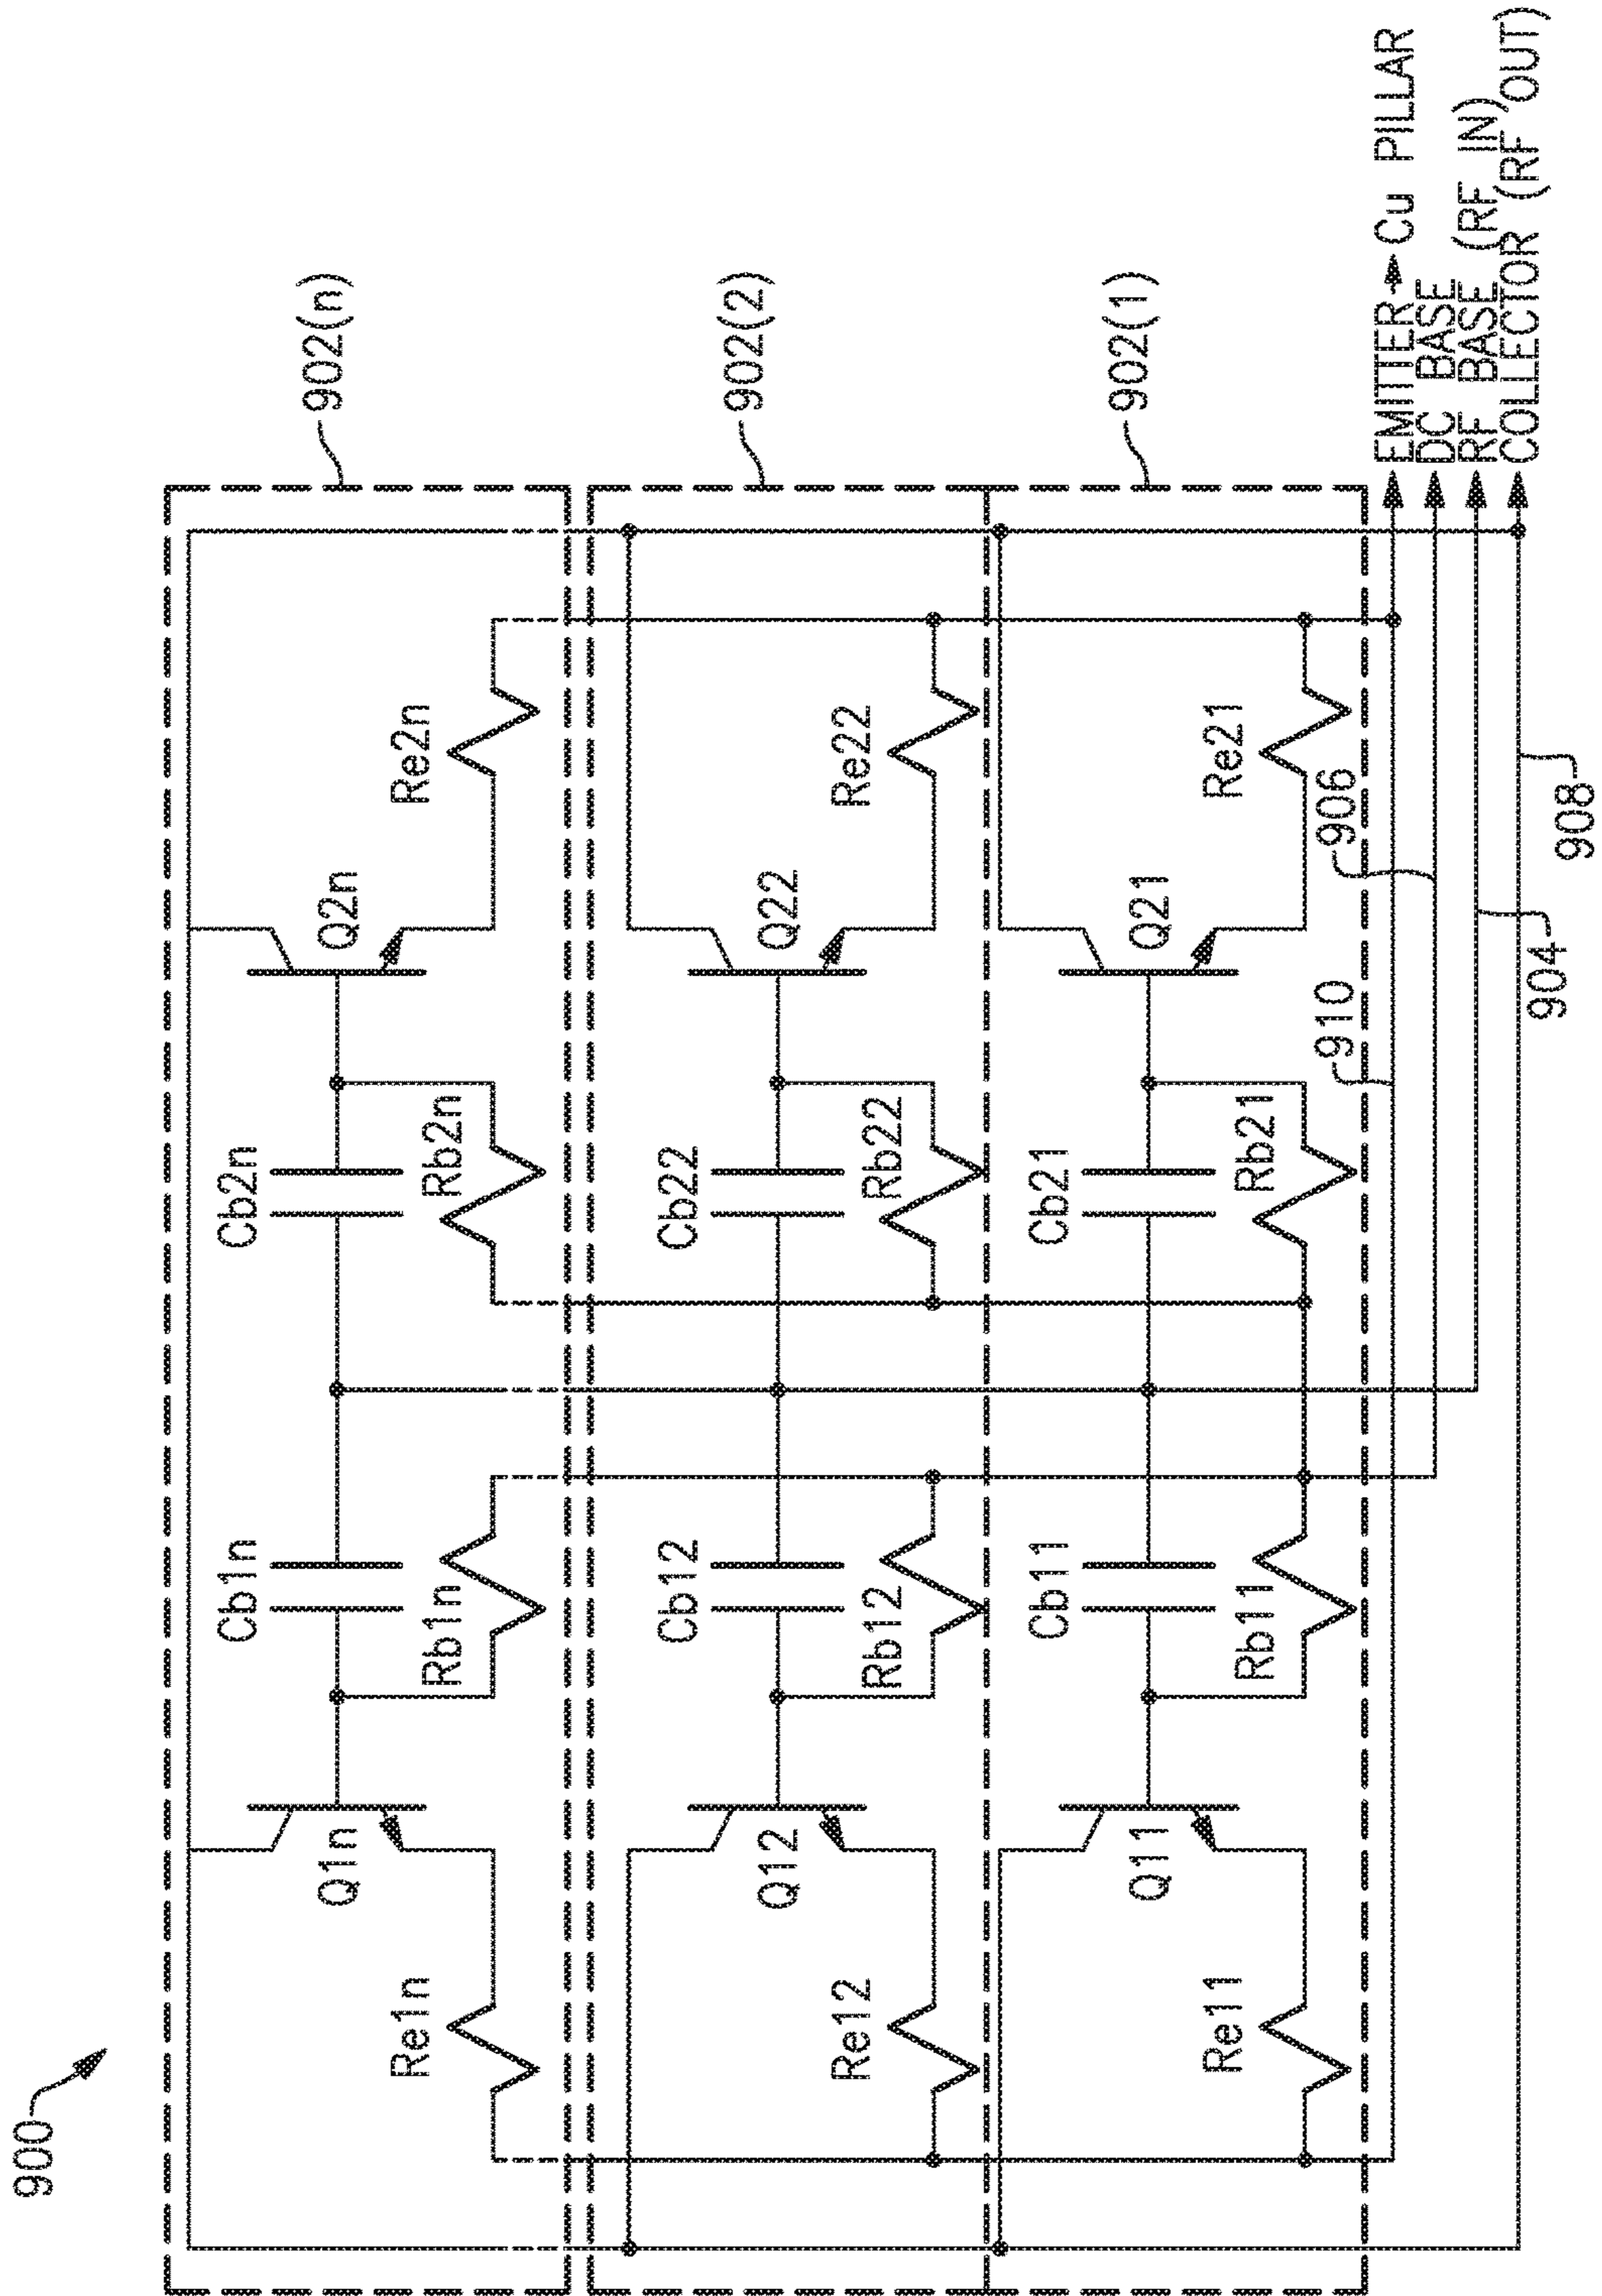 900
902(n)
902(2)
902(1)
Q2n
Re2n
Cb2n
Rb2n
Cb1n
Rb1n
Q1n
Re1n
Q22
Re22
Cb22
Rb22
Cb12
Rb12
Q12
Re12
Q21
Re21
Cb21
Rb21
Cb11
Rb11
Q11
Re11
910
906
904
908
EMITTER → Cu PILLAR
DC BASE
RF BASE (RF IN)
COLLECTOR (RF OUT)